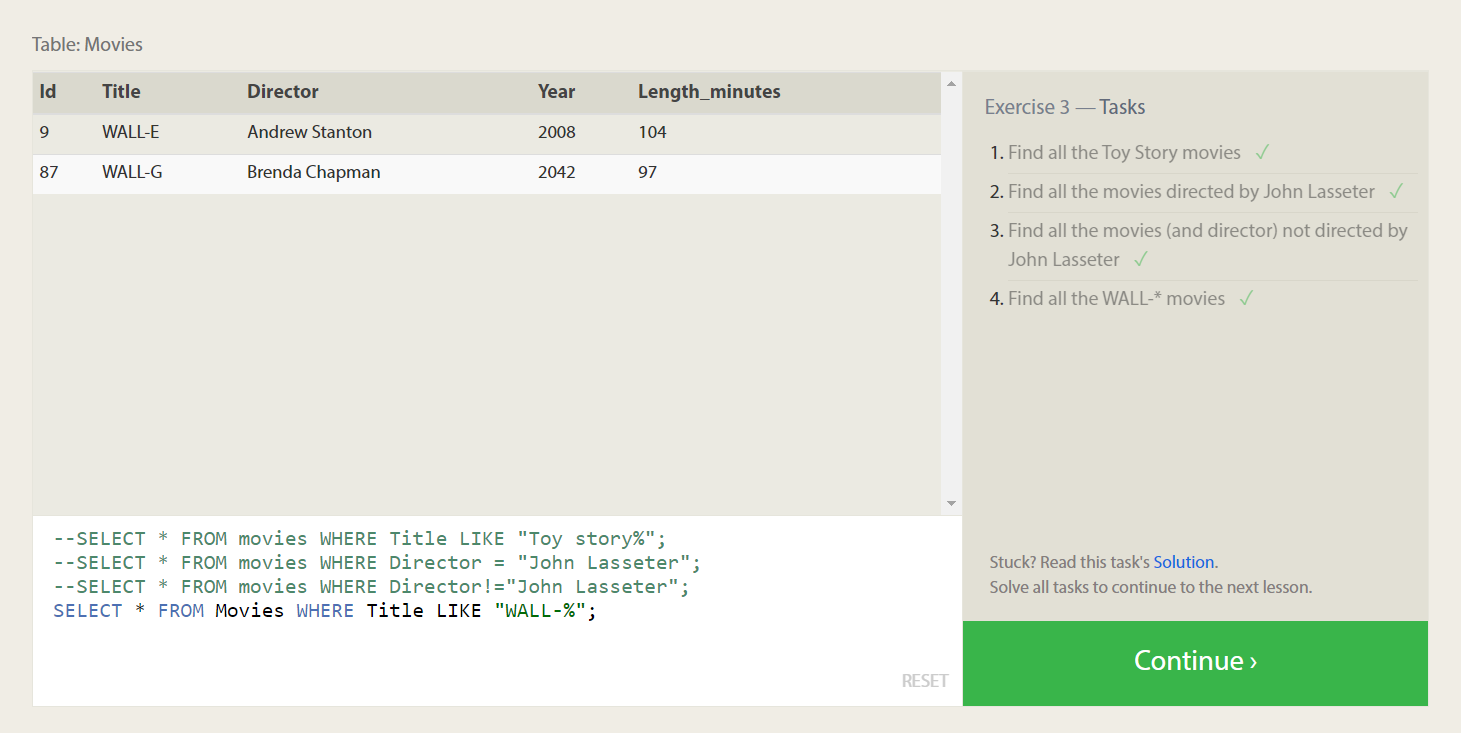 Table: Movies
Id Title Director Year Length_minutes
9 WALL-E Andrew Stanton 2008 104
87 WALL-G Brenda Chapman 2042 97
--SELECT * FROM movies WHERE Title LIKE "Toy story%";
--SELECT * FROM movies WHERE Director = "John Lasseter";
--SELECT * FROM movies WHERE Director!="John Lasseter";
SELECT * FROM Movies WHERE Title LIKE "WALL-%";
RESET
Exercise 3 — Tasks
1. Find all the Toy Story movies ✓
2. Find all the movies directed by John Lasseter ✓
3. Find all the movies (and director) not directed by
John Lasseter ✓
4. Find all the WALL-* movies ✓
Stuck? Read this task's Solution.
Solve all tasks to continue to the next lesson.
Continue ›